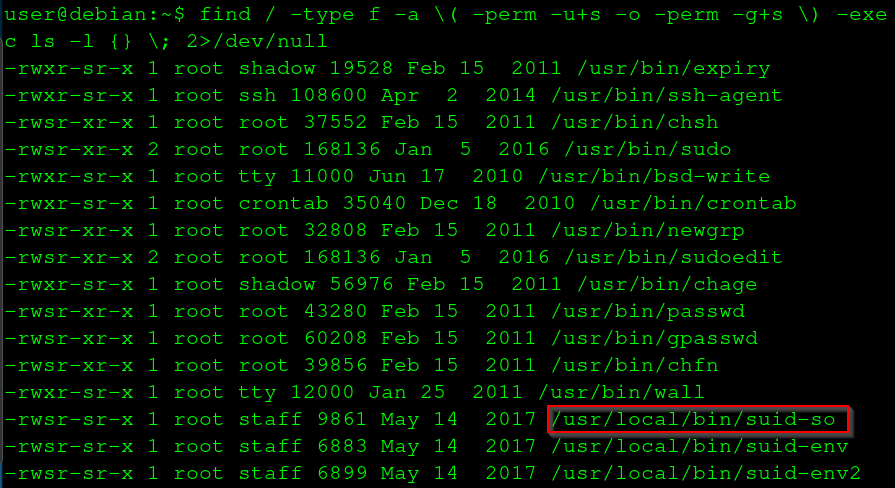 user@debian:~$ find / -type f -a \( -perm -u+s -o -perm -g+s \) -exe
c ls -l {} \; 2>/dev/null
-rwxr-sr-x 1 root shadow 19528 Feb 15  2011 /usr/bin/expiry
-rwxr-sr-x 1 root ssh 108600 Apr  2  2014 /usr/bin/ssh-agent
-rwsr-xr-x 1 root root 37552 Feb 15  2011 /usr/bin/chsh
-rwsr-xr-x 2 root root 168136 Jan  5  2016 /usr/bin/sudo
-rwxr-sr-x 1 root tty 11000 Jun 17  2010 /usr/bin/bsd-write
-rwxr-sr-x 1 root crontab 35040 Dec 18  2010 /usr/bin/crontab
-rwsr-xr-x 1 root root 32808 Feb 15  2011 /usr/bin/newgrp
-rwsr-xr-x 2 root root 168136 Jan  5  2016 /usr/bin/sudoedit
-rwxr-sr-x 1 root shadow 56976 Feb 15  2011 /usr/bin/chage
-rwsr-xr-x 1 root root 43280 Feb 15  2011 /usr/bin/passwd
-rwsr-xr-x 1 root root 60208 Feb 15  2011 /usr/bin/gpasswd
-rwsr-xr-x 1 root root 39856 Feb 15  2011 /usr/bin/chfn
-rwxr-sr-x 1 root tty 12000 Jan 25  2011 /usr/bin/wall
-rwsr-sr-x 1 root staff 9861 May 14  2017 /usr/local/bin/suid-so
-rwsr-sr-x 1 root staff 6883 May 14  2017 /usr/local/bin/suid-env
-rwsr-sr-x 1 root staff 6899 May 14  2017 /usr/local/bin/suid-env2